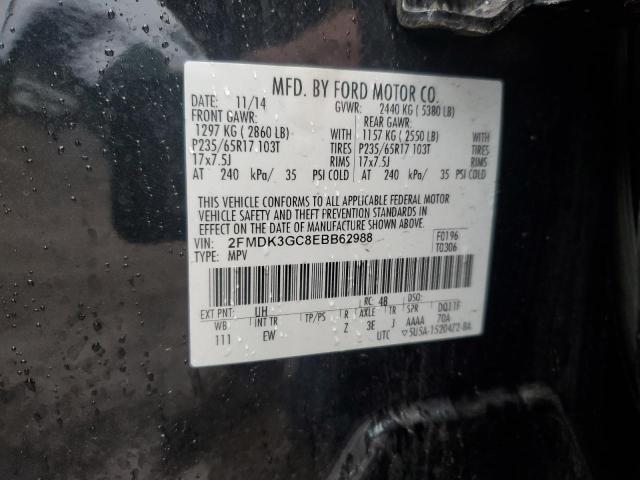 MFD. BY FORD MOTOR CO.
DATE: 11/14 GVWR: 2440 KG ( 5380 LB)
FRONT GAWR: REAR GAWR:
1297 KG ( 2860 LB) 1157 KG ( 2550 LB) WITH
P235/65R17 103T TIRES P235/65R17 103T TIRES
17x7.5J RIMS 17x7.5J RIMS
AT 240 kPa/ 35 PSI COLD AT 240 kPa/ 35 PSI COLD
THIS VEHICLE CONFORMS TO ALL APPLICABLE FEDERAL MOTOR
VEHICLE SAFETY AND THEFT PREVENTION STANDARDS IN
EFFECT ON THE DATE OF MANUFACTURE SHOWN ABOVE.
VIN: 2FMDK3GC8EBB62988 F0196
TYPE: MPV T0306
EXT PNT: UH RC: 48 DSO:
WB INT TR TP/PS R AXLE TR SPR
111 EW Z 3E J AAAA 70A
UTC 5U5A-1520472-BA